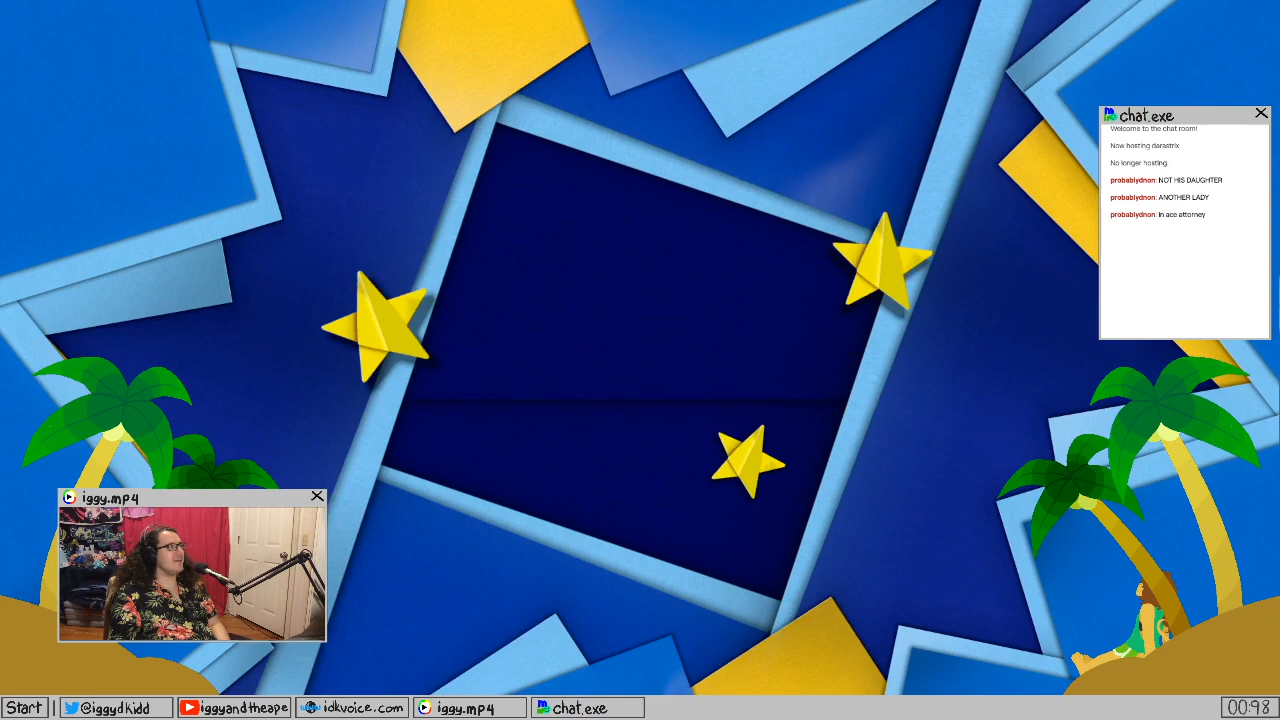 chat.exe
Welcome to the chat room!
Now hosting darastrix
No longer hosting.
probablydnon: NOT HIS DAUGHTER
probablydnon: ANOTHER LADY
probablydnon: In ace attorney
iggy.mp4
Start | @iggydkidd iggyandtheape www idkvoice.com iggy.mp4 chat.exe 00:98